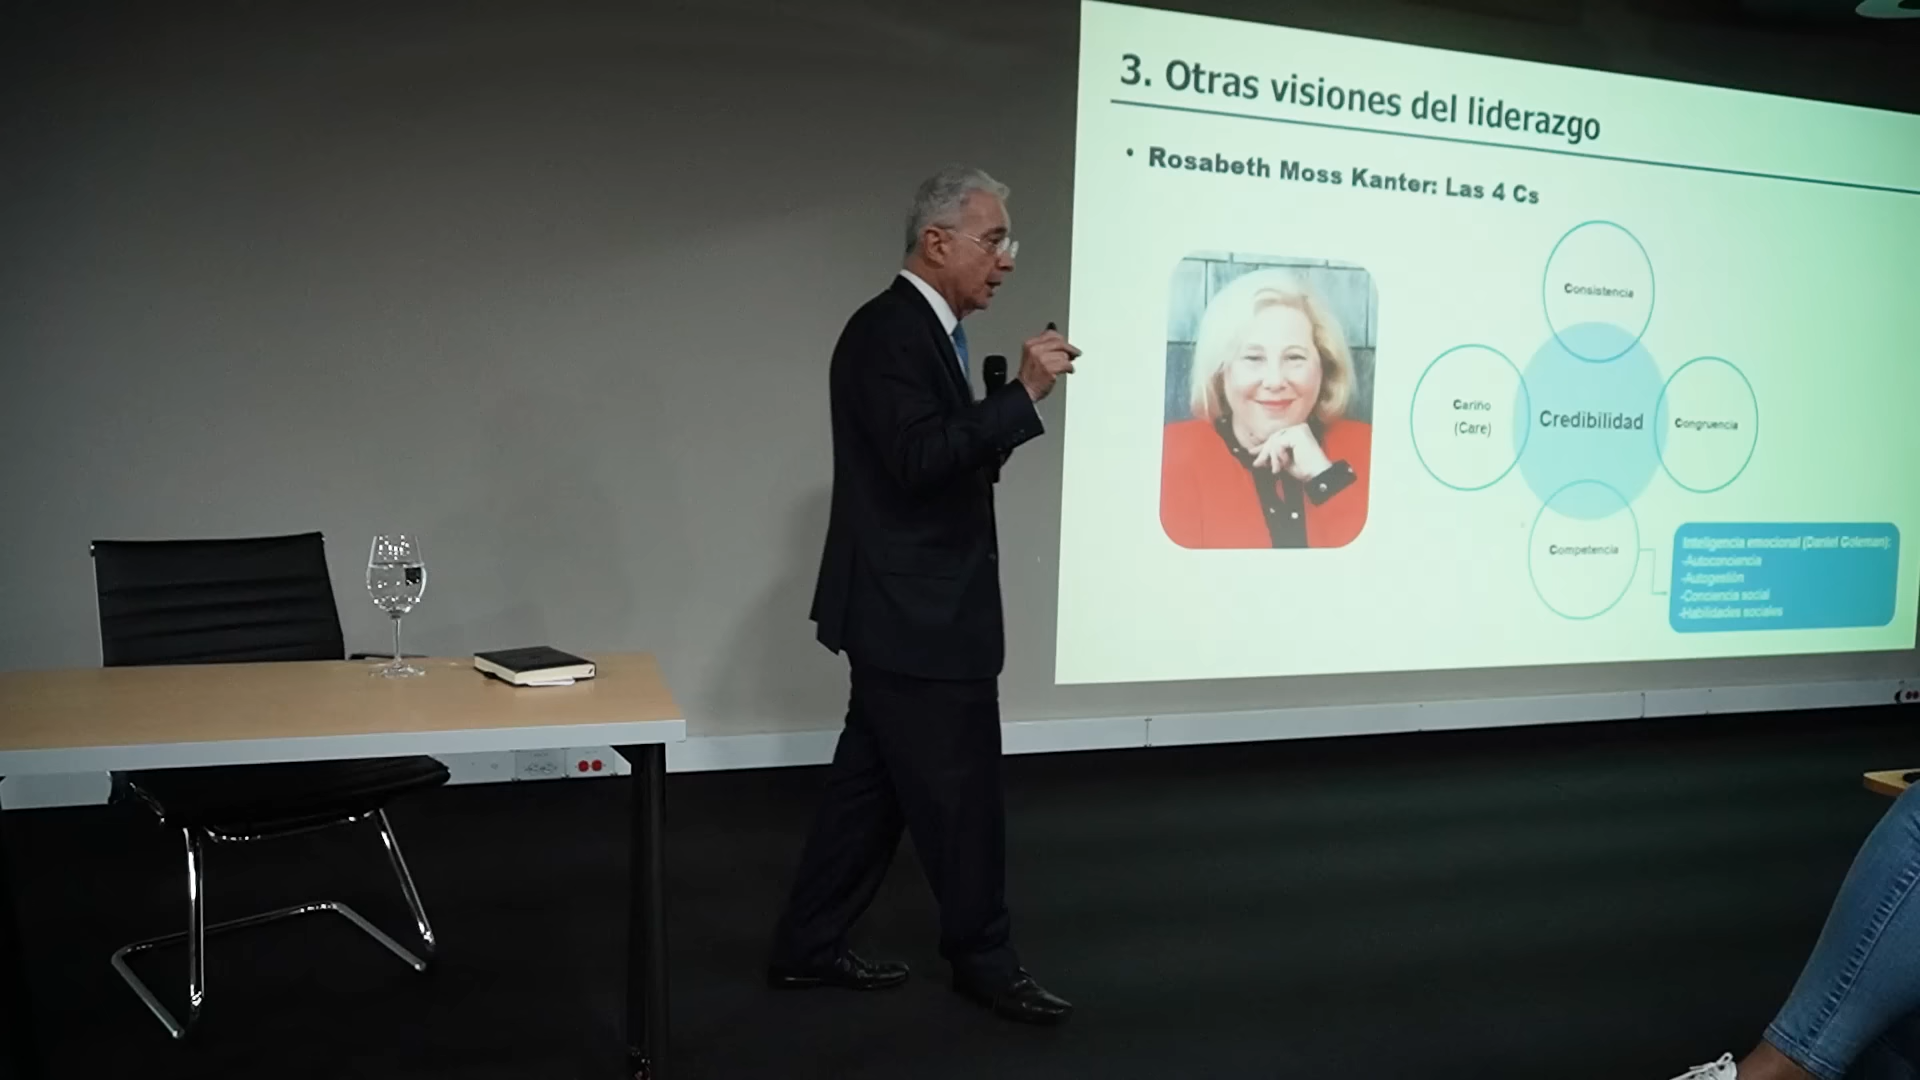 3. Otras visiones del liderazgo
• Rosabeth Moss Kanter: Las 4 Cs
Consistencia
Cariño
(Care)
Credibilidad
Congruencia
Competencia
Inteligencia emocional (Daniel Goleman):
-Autoconciencia
-Autogestión
-Conciencia social
-Habilidades sociales